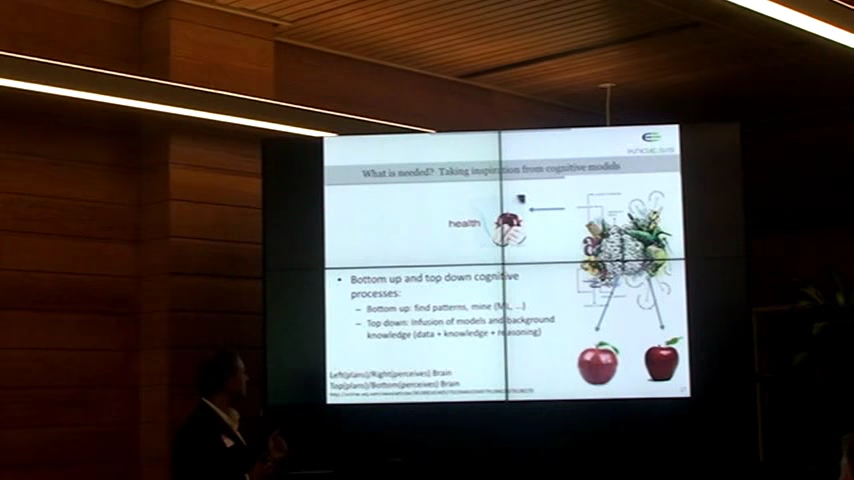 What is needed? Taking inspiration from cognitive models
health
• Bottom up and top down cognitive
processes:
– Bottom up: find patterns, mine (ML, …)
– Top down: Infusion of models and background
knowledge (data + knowledge + reasoning)
Left(plans)/Right(perceives) Brain
Top(plans)/Bottom(perceives) Brain